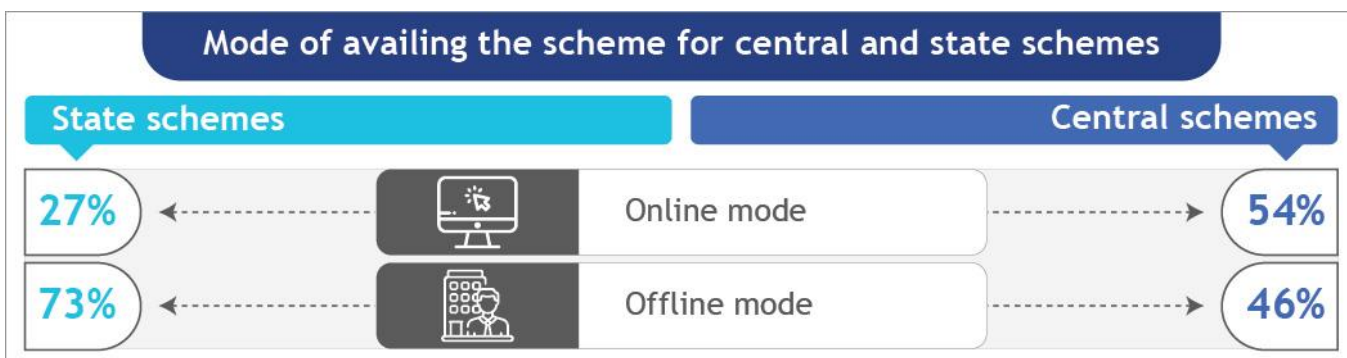 Mode of availing the scheme for central and state schemes
State schemes
Central schemes
27%
Online mode
54%
73%
Offline mode
46%